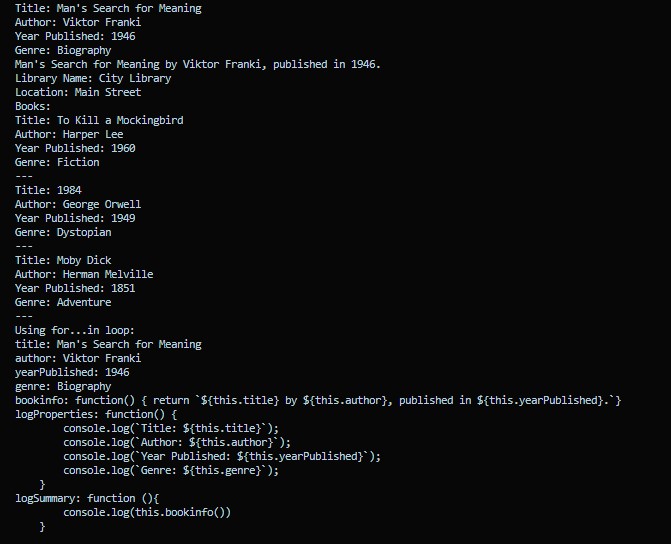 Title: Man's Search for Meaning
Author: Viktor Franki
Year Published: 1946
Genre: Biography
Man's Search for Meaning by Viktor Franki, published in 1946.
Library Name: City Library
Location: Main Street
Books:
Title: To Kill a Mockingbird
Author: Harper Lee
Year Published: 1960
Genre: Fiction
---
Title: 1984
Author: George Orwell
Year Published: 1949
Genre: Dystopian
---
Title: Moby Dick
Author: Herman Melville
Year Published: 1851
Genre: Adventure
---
Using for...in loop:
title: Man's Search for Meaning
author: Viktor Franki
yearPublished: 1946
genre: Biography
bookinfo: function() { return `${this.title} by ${this.author}, published in ${this.yearPublished}.`}
logProperties: function() {
        console.log(`Title: ${this.title}`);
        console.log(`Author: ${this.author}`);
        console.log(`Year Published: ${this.yearPublished}`);
        console.log(`Genre: ${this.genre}`);
    }
logSummary: function (){
        console.log(this.bookinfo())
    }